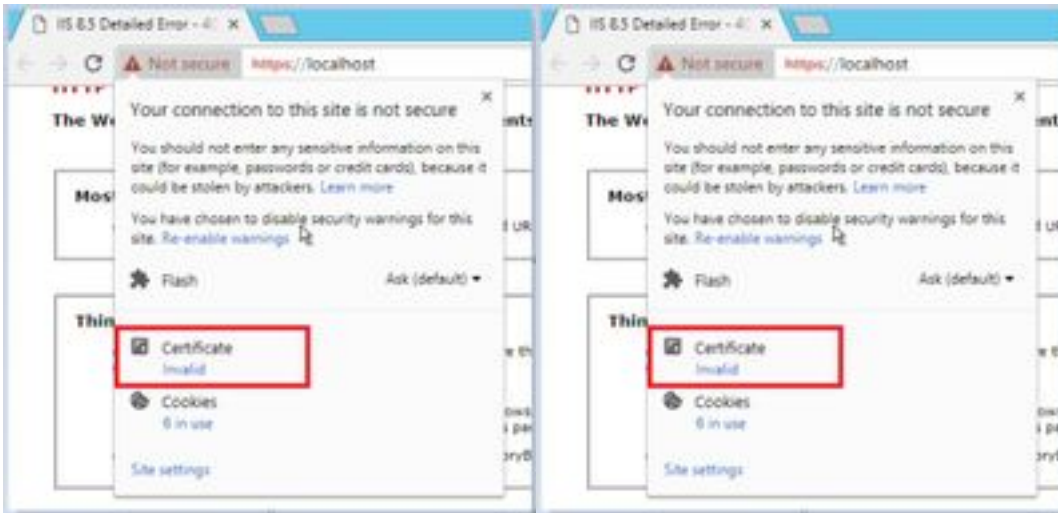 IIS 8.5 Detailed Error - 4
Not secure https://localhost
HTTP
The We
Your connection to this site is not secure
You should not enter any sensitive information on this
site (for example, passwords or credit cards), because it
could be stolen by attackers. Learn more
Mos
You have chosen to disable security warnings for this
site. Re-enable warnings
Flash Ask (default)
Thin
Certificate
Invalid
Cookies
6 in use
Site settings
IIS 8.5 Detailed Error - 4
Not secure https://localhost
HTTP
The We
Your connection to this site is not secure
You should not enter any sensitive information on this
site (for example, passwords or credit cards), because it
could be stolen by attackers. Learn more
Mos
You have chosen to disable security warnings for this
site. Re-enable warnings
Flash Ask (default)
Thin
Certificate
Invalid
Cookies
6 in use
Site settings